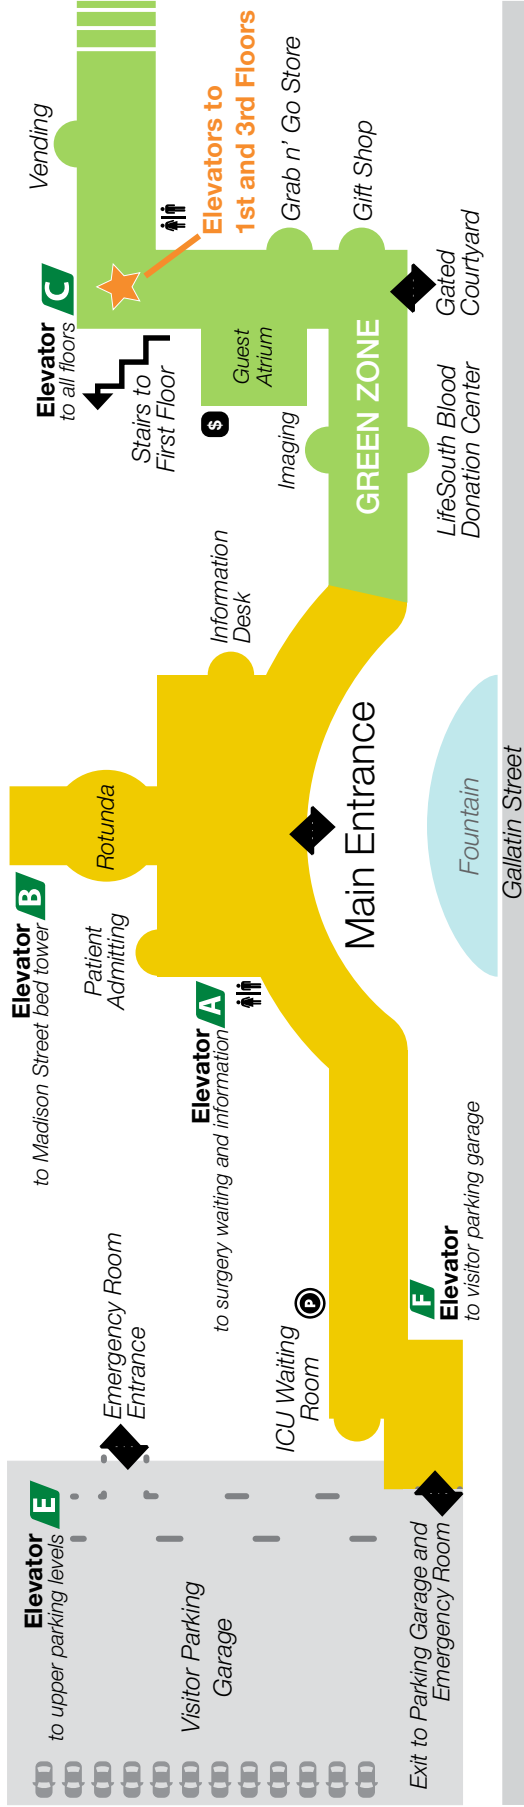 Elevator
to upper parking levels
E
Visitor Parking
Garage
Exit to Parking Garage and
Emergency Room
Emergency Room
Entrance
ICU Waiting
Room
P
F
Elevator
to visitor parking garage
Elevator
to Madison Street bed tower
B
Patient
Admitting
Elevator
to surgery waiting and information
A
Rotunda
Main Entrance
Fountain
Gallatin Street
Information
Desk
Elevator
to all floors
C
Stairs to
First Floor
$
Imaging
Guest
Atrium
GREEN ZONE
LifeSouth Blood
Donation Center
Gated
Courtyard
Vending
Elevators to
1st and 3rd Floors
Grab n' Go Store
Gift Shop